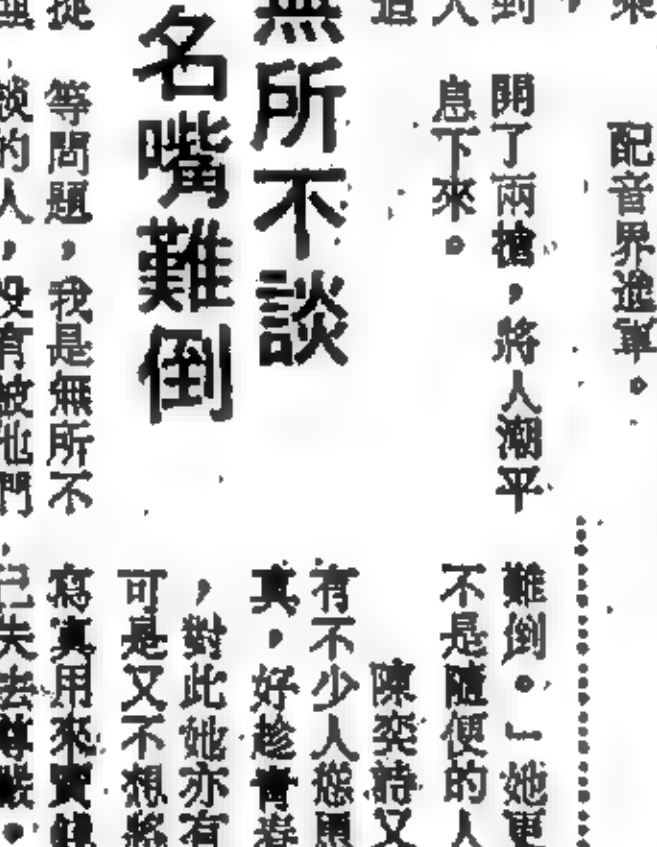 配音界進軍。
開了兩槍，將人潮平
息下來。
無所不談
名嘴難倒
等問題，我是無所不
談的人，沒有被他們
難倒。」她更
不是隨便的人
陳奕詩又
有不少人慫恿
真，好趁青春
，對此她亦有
可是又不想將
寫真用來賣錢
已失去尊嚴。